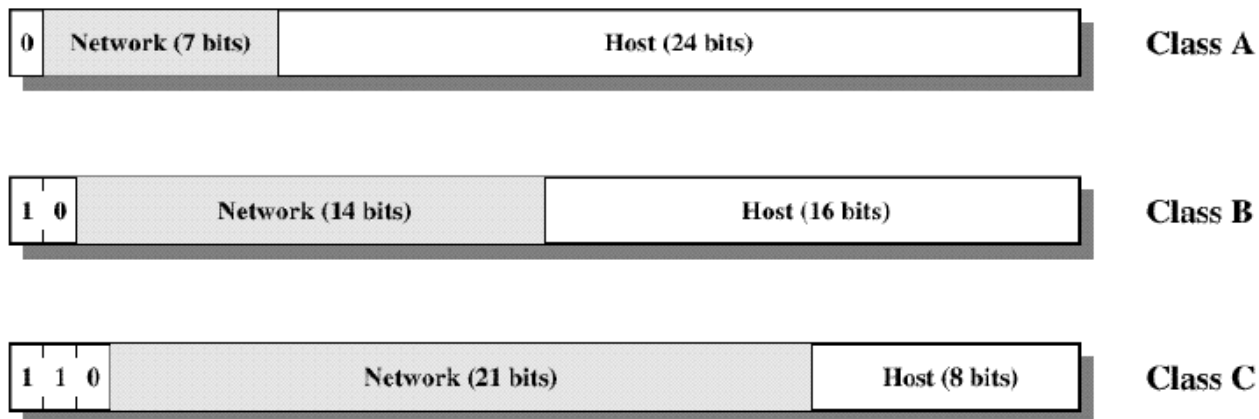 0 Network (7 bits) Host (24 bits) Class A
1 0 Network (14 bits) Host (16 bits) Class B
1 1 0 Network (21 bits) Host (8 bits) Class C